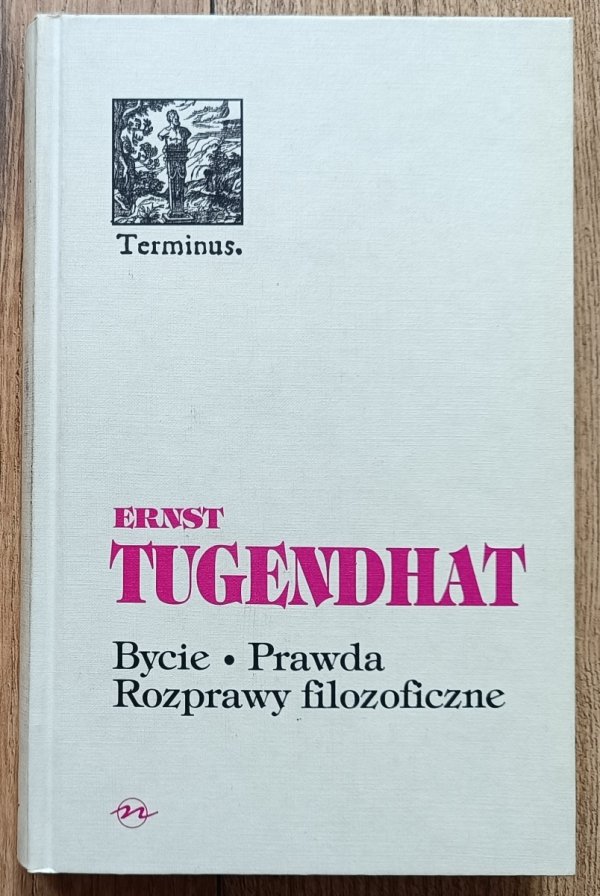 Terminus.
ERNST
TUGENDHAT
Bycie • Prawda
Rozprawy filozoficzne